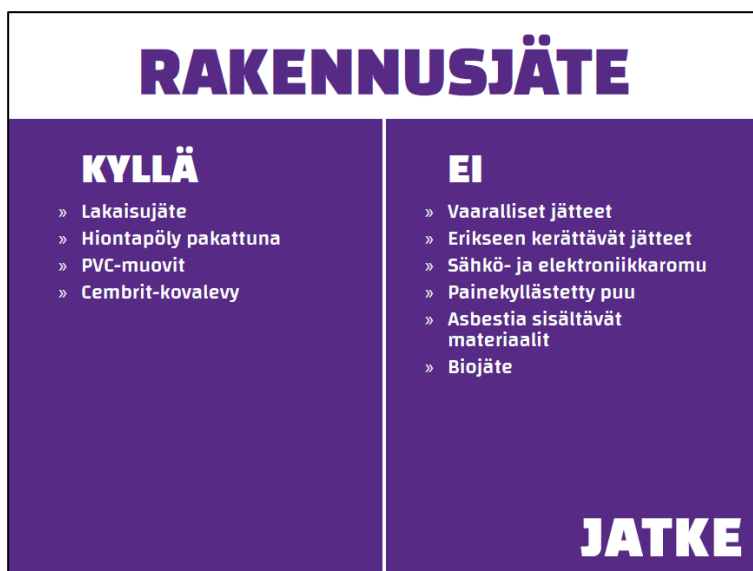 RAKENNUSJÄTE
KYLLÄ
» Lakaisujäte
» Hiontapöly pakattuna
» PVC-muovit
» Cembrit-kovalevy
EI
» Vaaralliset jätteet
» Erikseen kerättävät jätteet
» Sähkö- ja elektroniikkaromu
» Painekyllästetty puu
» Asbestia sisältävät
materiaalit
» Biojäte
JATKE